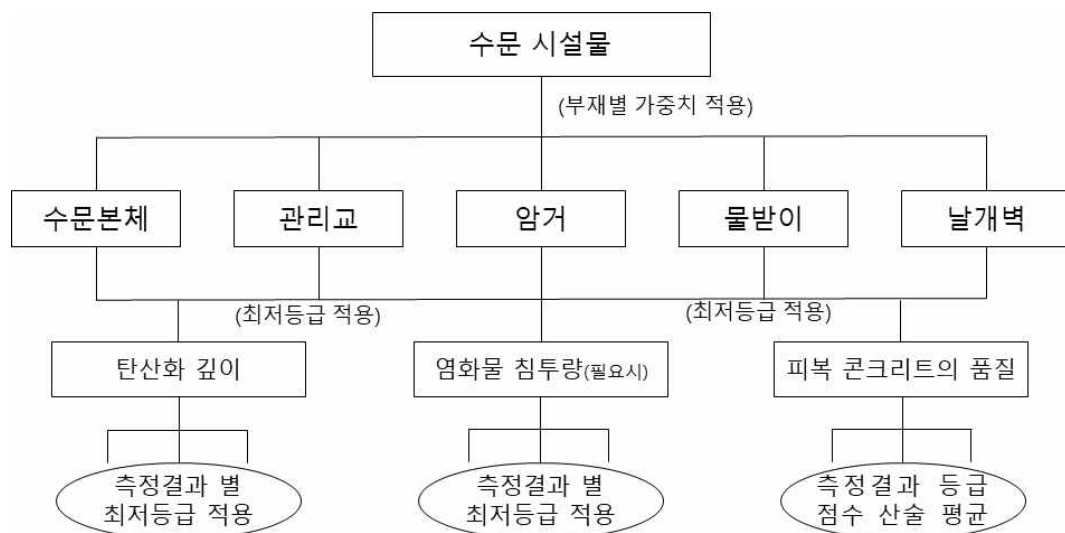 수문 시설물
(부재별 가중치 적용)
수문본체
관리교
암거
물받이
날개벽
(최저등급 적용)
(최저등급 적용)
탄산화 깊이
염화물 침투량(필요시)
피복 콘크리트의 품질
측정결과 별
최저등급 적용
측정결과 별
최저등급 적용
측정결과 등급
점수 산술 평균